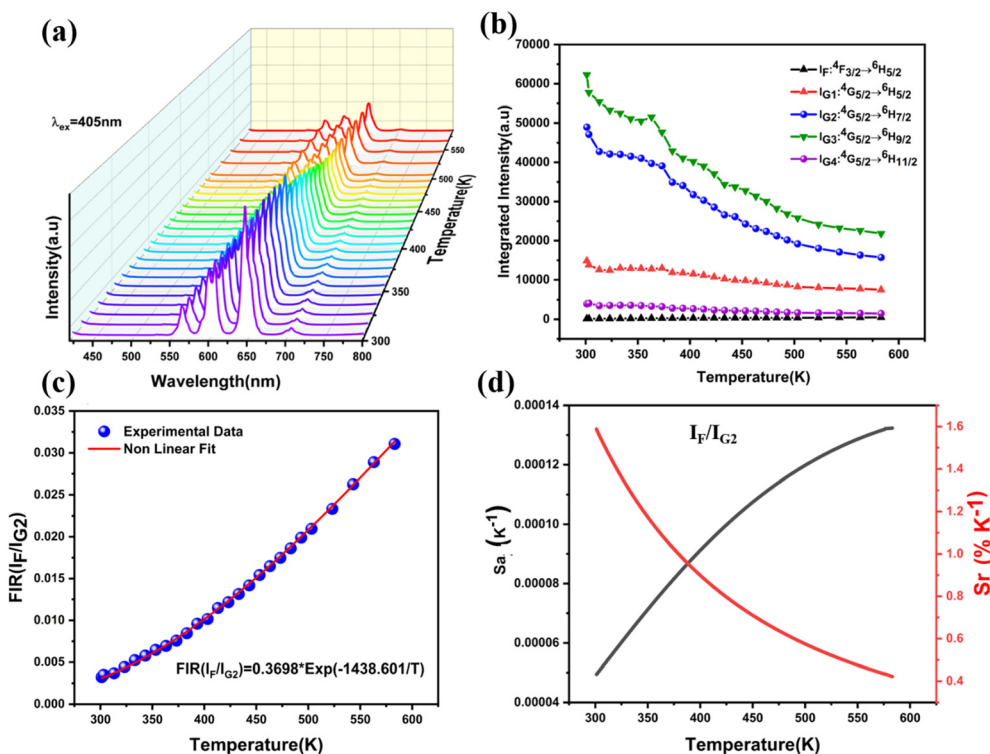 (a)
λex=405nm
Intensity(a.u)
450 500 550 600 650 700 750 800
Wavelength(nm)
300
350
400
450
500
550
Temperature(K)
(b)
70000
60000
50000
40000
30000
20000
10000
0
Integrated Intensity(a.u)
IF:4F3/2→6H5/2
IG1:4G5/2→6H5/2
IG2:4G5/2→6H7/2
IG3:4G5/2→6H9/2
IG4:4G5/2→6H11/2
300 350 400 450 500 550 600
Temperature(K)
(c)
0.035
0.030
0.025
0.020
0.015
0.010
0.005
0.000
FIR(IF/IG2)
Experimental Data
Non Linear Fit
FIR(IF/IG2)=0.3698*Exp(-1438.601/T)
300 350 400 450 500 550 600
Temperature(K)
(d)
0.00014
0.00013
0.00010
0.00008
0.00006
0.00004
Sa (K-1)
IF/IG2
1.6
1.4
1.2
1.0
0.8
0.6
0.4
Sr (% K-1)
300 350 400 450 500 550 600
Temperature(K)